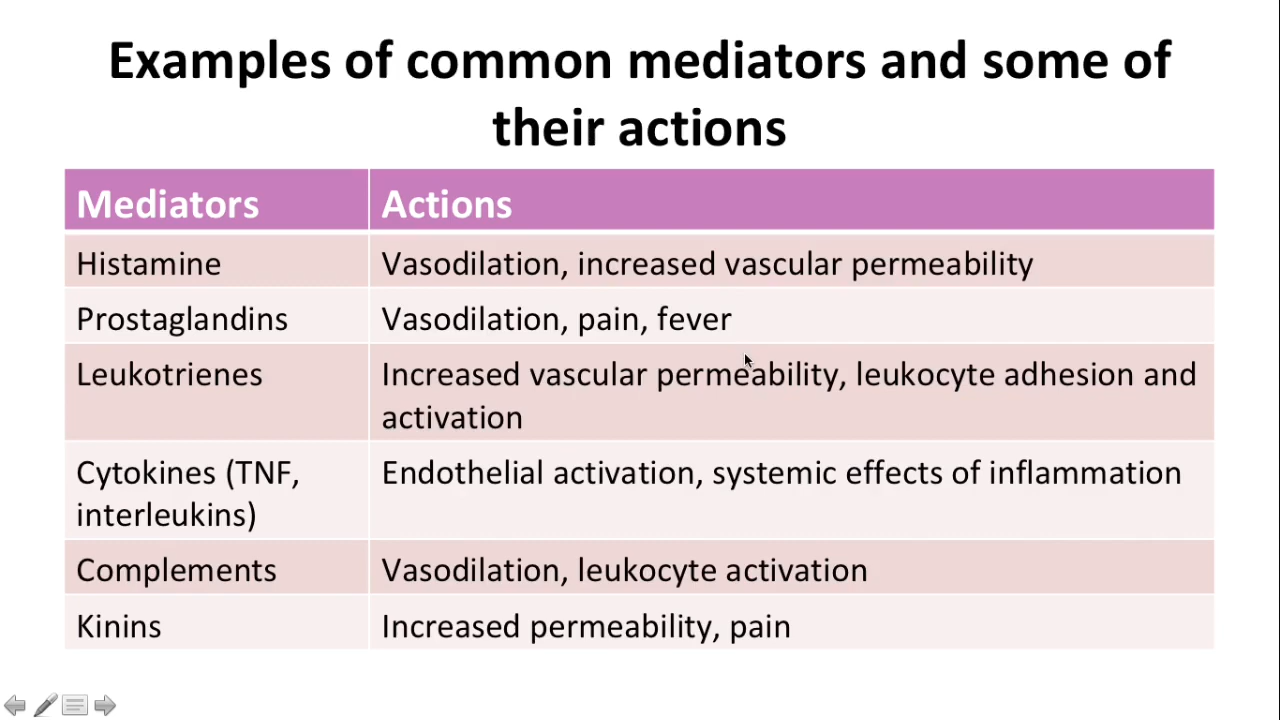 Examples of common mediators and some of
their actions
Mediators
Actions
Histamine
Vasodilation, increased vascular permeability
Prostaglandins
Vasodilation, pain, fever
Leukotrienes
Increased vascular permeability, leukocyte adhesion and
activation
Cytokines (TNF,
interleukins)
Endothelial activation, systemic effects of inflammation
Complements
Vasodilation, leukocyte activation
Kinins
Increased permeability, pain